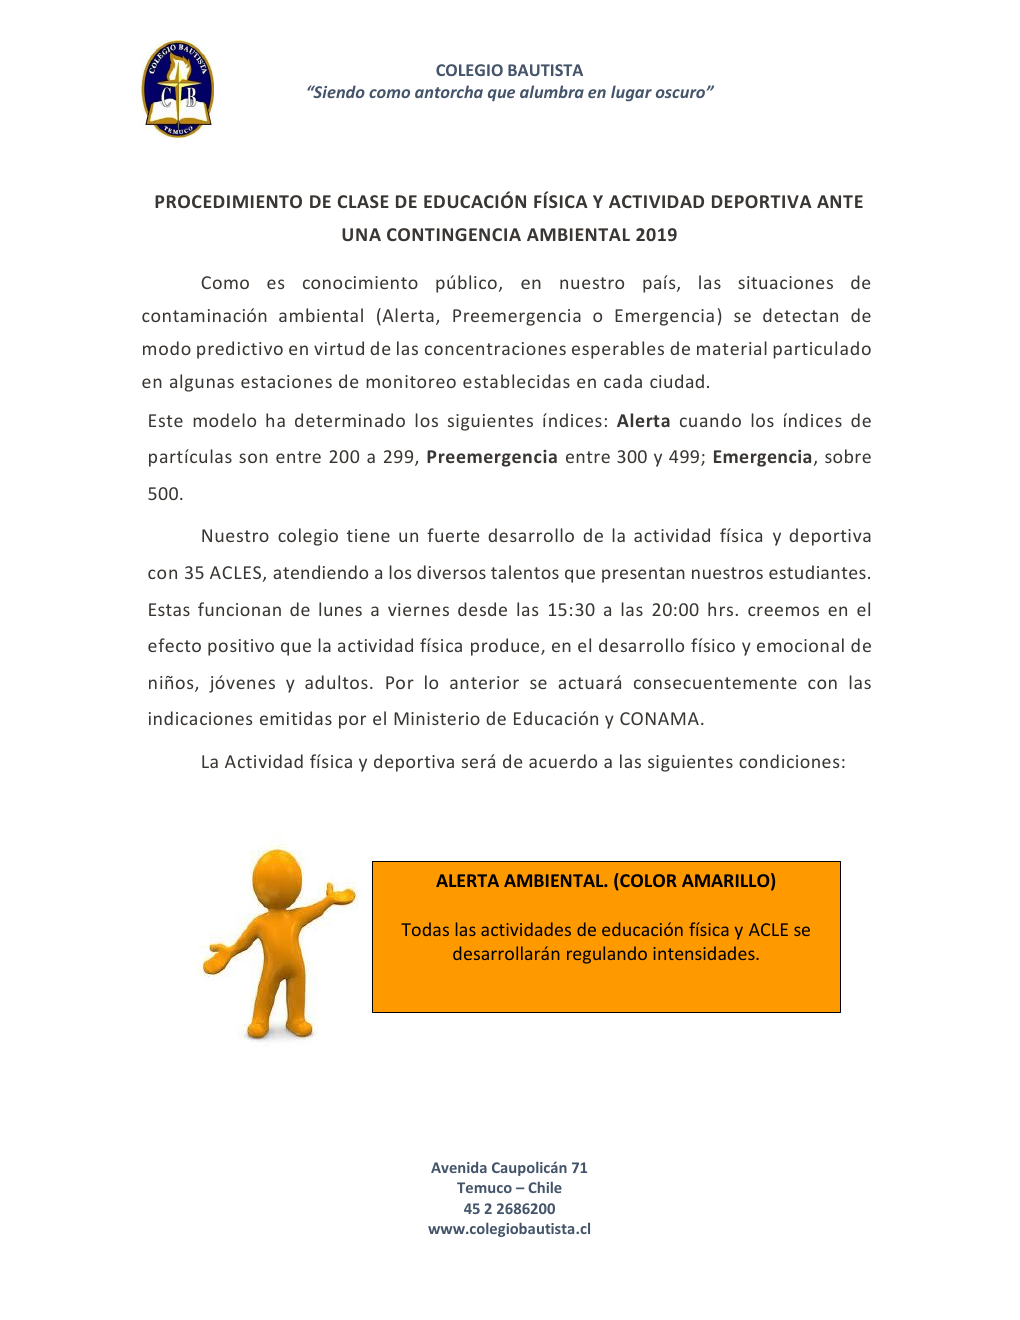 COLEGIO BAUTISTA
C B
TEMUCO
COLEGIO BAUTISTA
“Siendo como antorcha que alumbra en lugar oscuro”
PROCEDIMIENTO DE CLASE DE EDUCACIÓN FÍSICA Y ACTIVIDAD DEPORTIVA ANTE
UNA CONTINGENCIA AMBIENTAL 2019
Como es conocimiento público, en nuestro país, las situaciones de
contaminación ambiental (Alerta, Preemergencia o Emergencia) se detectan de
modo predictivo en virtud de las concentraciones esperables de material particulado
en algunas estaciones de monitoreo establecidas en cada ciudad.
Este modelo ha determinado los siguientes índices: Alerta cuando los índices de
partículas son entre 200 a 299, Preemergencia entre 300 y 499; Emergencia, sobre
500.
Nuestro colegio tiene un fuerte desarrollo de la actividad física y deportiva
con 35 ACLES, atendiendo a los diversos talentos que presentan nuestros estudiantes.
Estas funcionan de lunes a viernes desde las 15:30 a las 20:00 hrs. creemos en el
efecto positivo que la actividad física produce, en el desarrollo físico y emocional de
niños, jóvenes y adultos. Por lo anterior se actuará consecuentemente con las
indicaciones emitidas por el Ministerio de Educación y CONAMA.
La Actividad física y deportiva será de acuerdo a las siguientes condiciones:
ALERTA AMBIENTAL. (COLOR AMARILLO)
Todas las actividades de educación física y ACLE se
desarrollarán regulando intensidades.
Avenida Caupolicán 71
Temuco – Chile
45 2 2686200
www.colegiobautista.cl